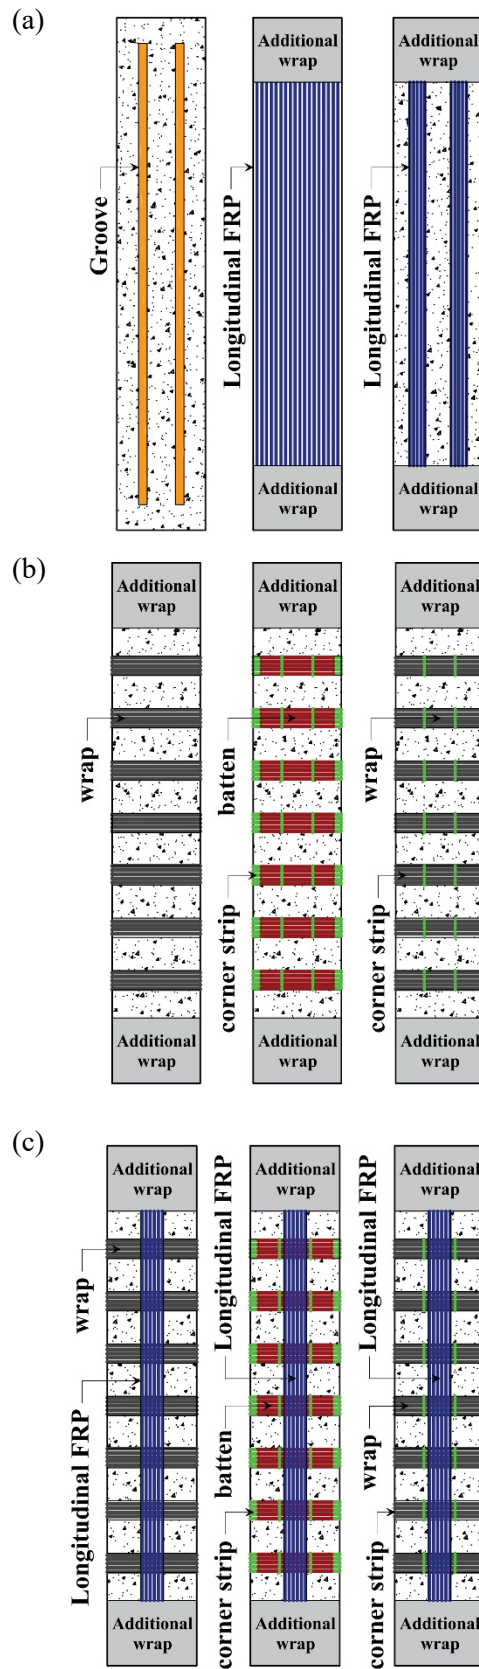 (a)
Groove
Additional
wrap
Longitudinal FRP
Additional
wrap
Additional
wrap
Longitudinal FRP
Additional
wrap
(b)
Additional
wrap
wrap
Additional
wrap
Additional
wrap
batten
corner strip
Additional
wrap
Additional
wrap
wrap
corner strip
Additional
wrap
(c)
Additional
wrap
wrap
Longitudinal FRP
Additional
wrap
Additional
wrap
Longitudinal FRP
batten
corner strip
Additional
wrap
Additional
wrap
Longitudinal FRP
wrap
corner strip
Additional
wrap